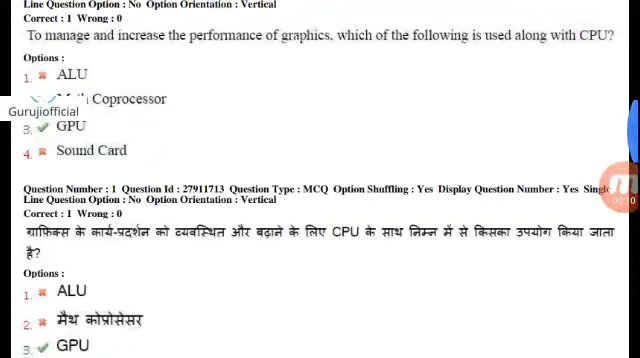 Line Question Option : No Option Orientation : Vertical
Correct : 1 Wrong : 0
To manage and increase the performance of graphics, which of the following is used along with CPU?
Options :
1. ALU
Coprocessor
Gurujiofficial
3. GPU
4. Sound Card
Question Number : 1 Question Id : 27911713 Question Type : MCQ Option Shuffling : Yes Display Question Number : Yes Single
Line Question Option : No Option Orientation : Vertical
Correct : 1 Wrong : 0
ग्राफ़िक्स के कार्य-प्रदर्शन को व्यवस्थित और बढ़ाने के लिए CPU के साथ निम्न में से किसका उपयोग किया जाता
है?
Options :
1. ALU
2. मैथ कोप्रोसेसर
3. GPU
00:10